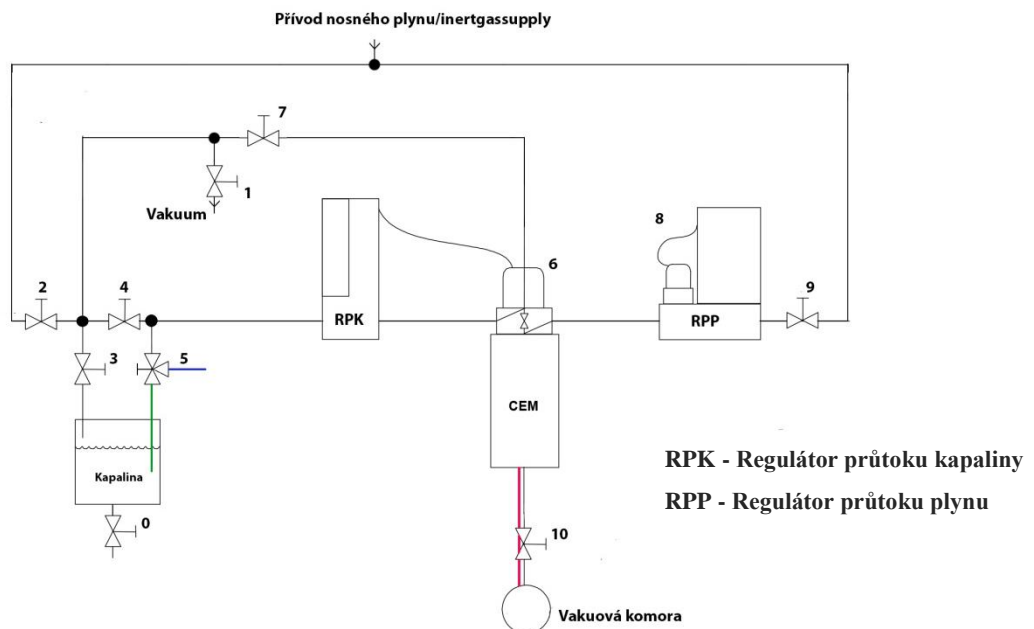 Přívod nosného plynu/inertgassupply
7
1
Vakuum
8
6
2
4
9
RPK
RPP
3
5
CEM
Kapalina
RPK - Regulátor průtoku kapaliny
RPP - Regulátor průtoku plynu
0
10
Vakuová komora